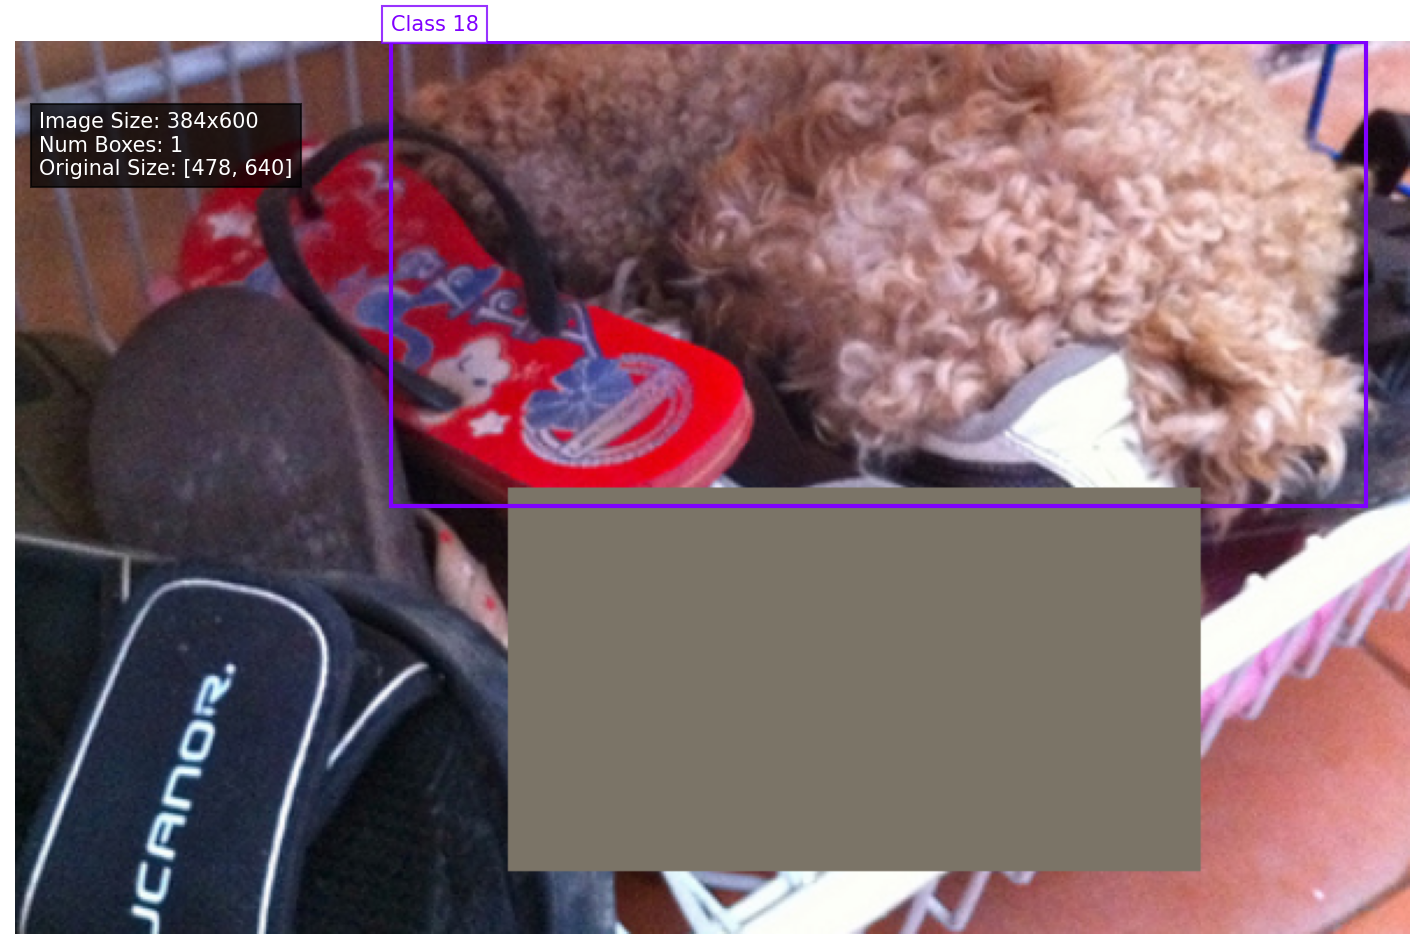 Class 18
Image Size: 384x600
Num Boxes: 1
Original Size: [478, 640]
UCANOR.